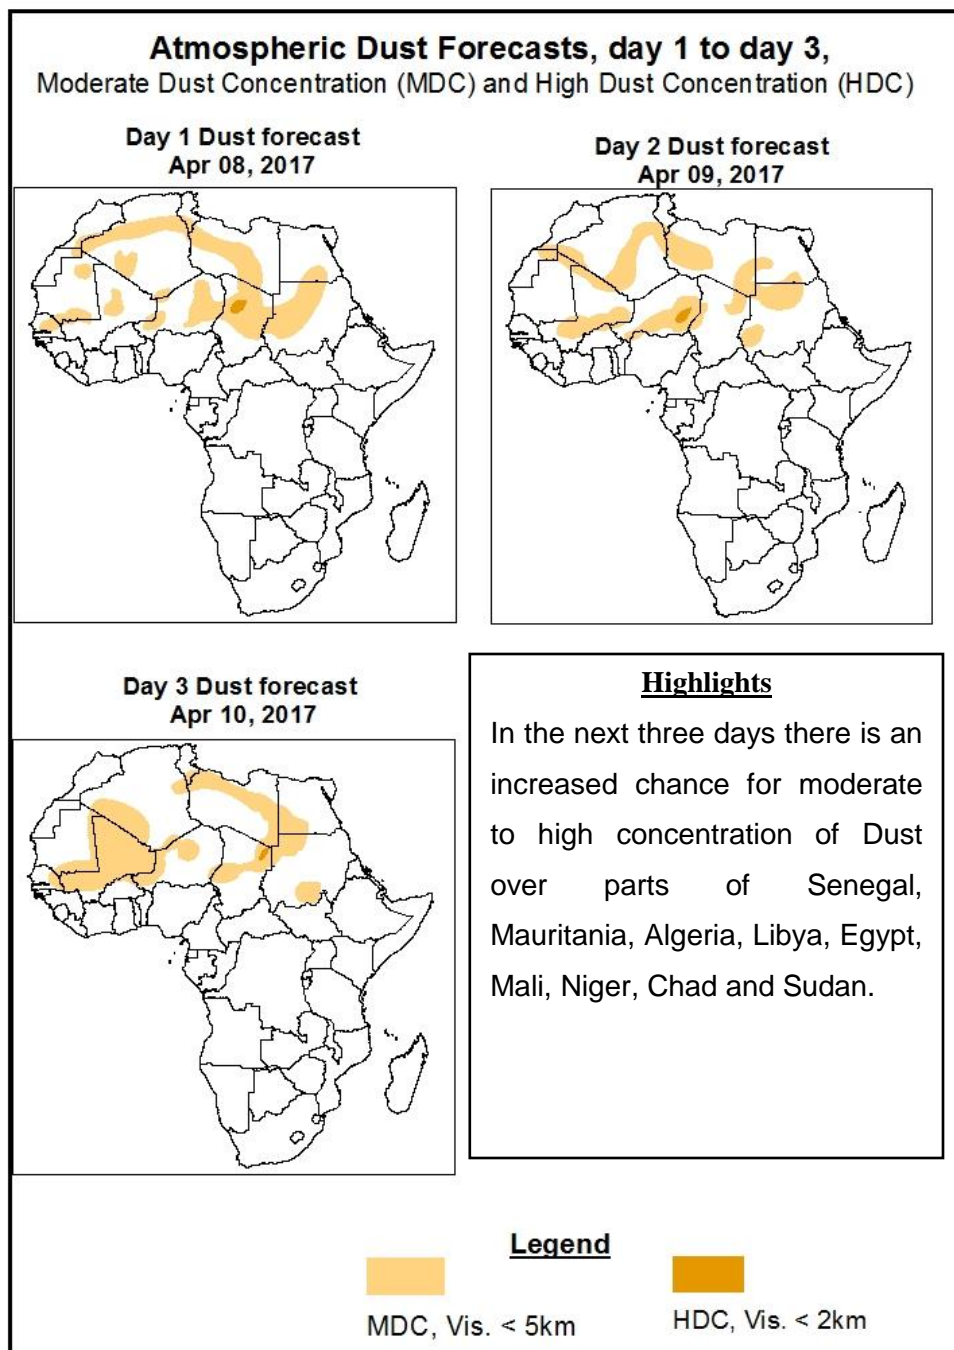 Atmospheric Dust Forecasts, day 1 to day 3,
Moderate Dust Concentration (MDC) and High Dust Concentration (HDC)
Day 1 Dust forecast
Apr 08, 2017
Day 2 Dust forecast
Apr 09, 2017
Day 3 Dust forecast
Apr 10, 2017
Highlights
In the next three days there is an
increased chance for moderate
to high concentration of Dust
over parts of Senegal,
Mauritania, Algeria, Libya, Egypt,
Mali, Niger, Chad and Sudan.
Legend
MDC, Vis. < 5km
HDC, Vis. < 2km